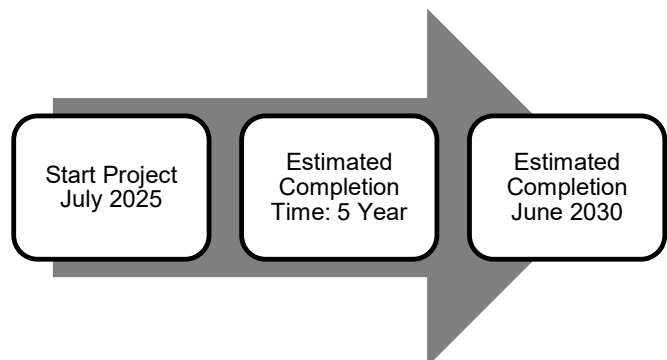 Start Project
July 2025
Estimated
Completion
Time: 5 Year
Estimated
Completion
June 2030